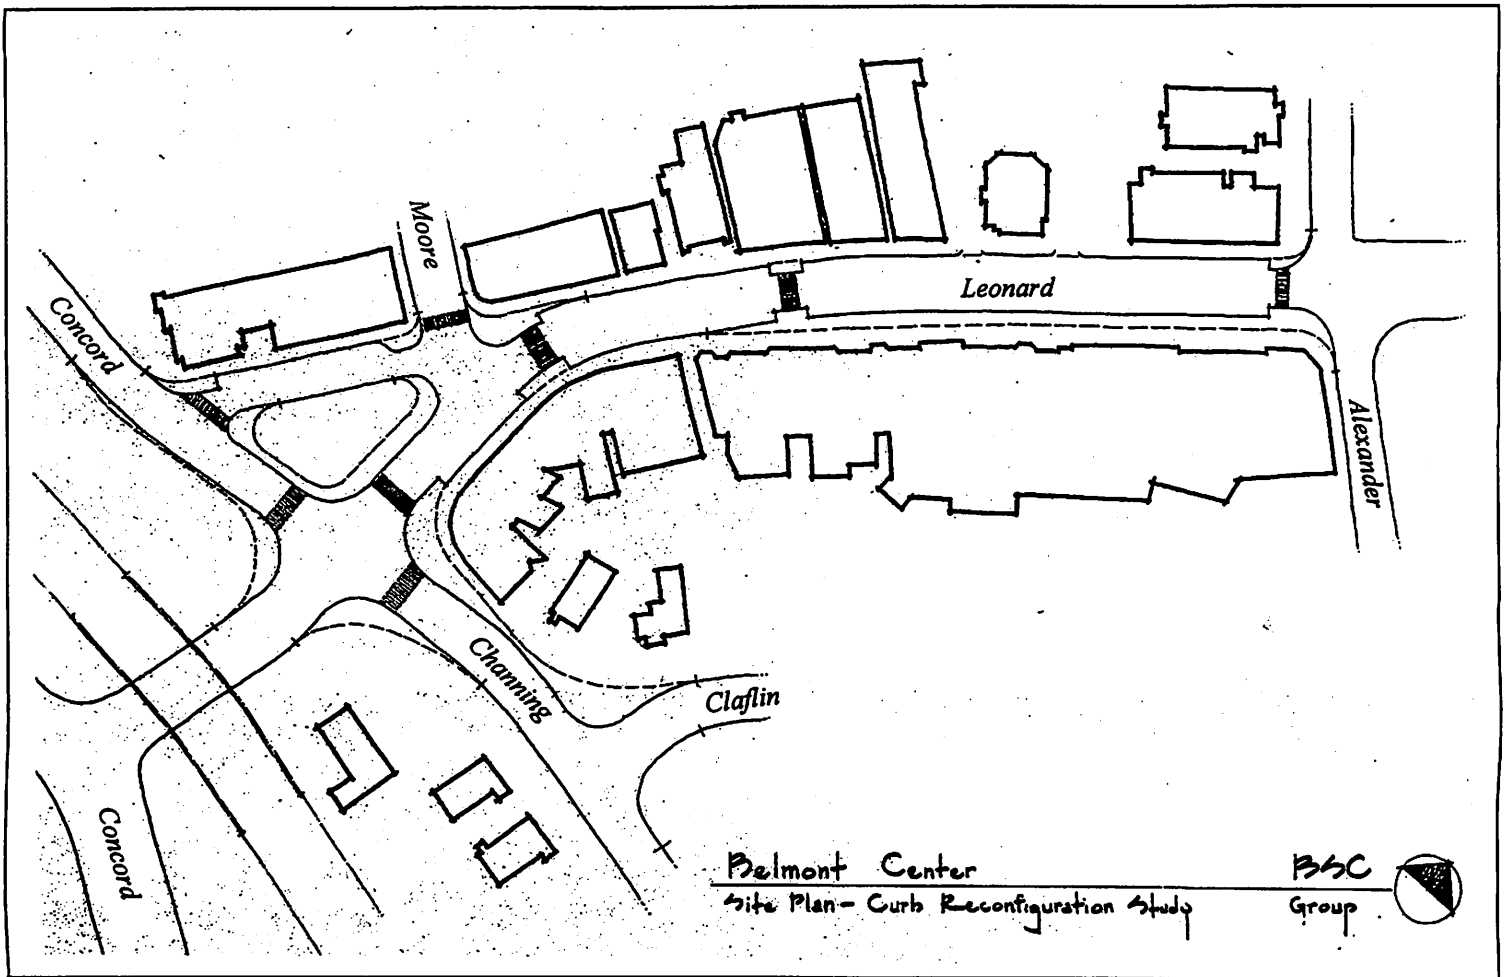 Moore
Concord
Leonard
Alexander
Channing
Claflin
Concord
Belmont Center
BSC
Site Plan - Curb Reconfiguration Study
Group